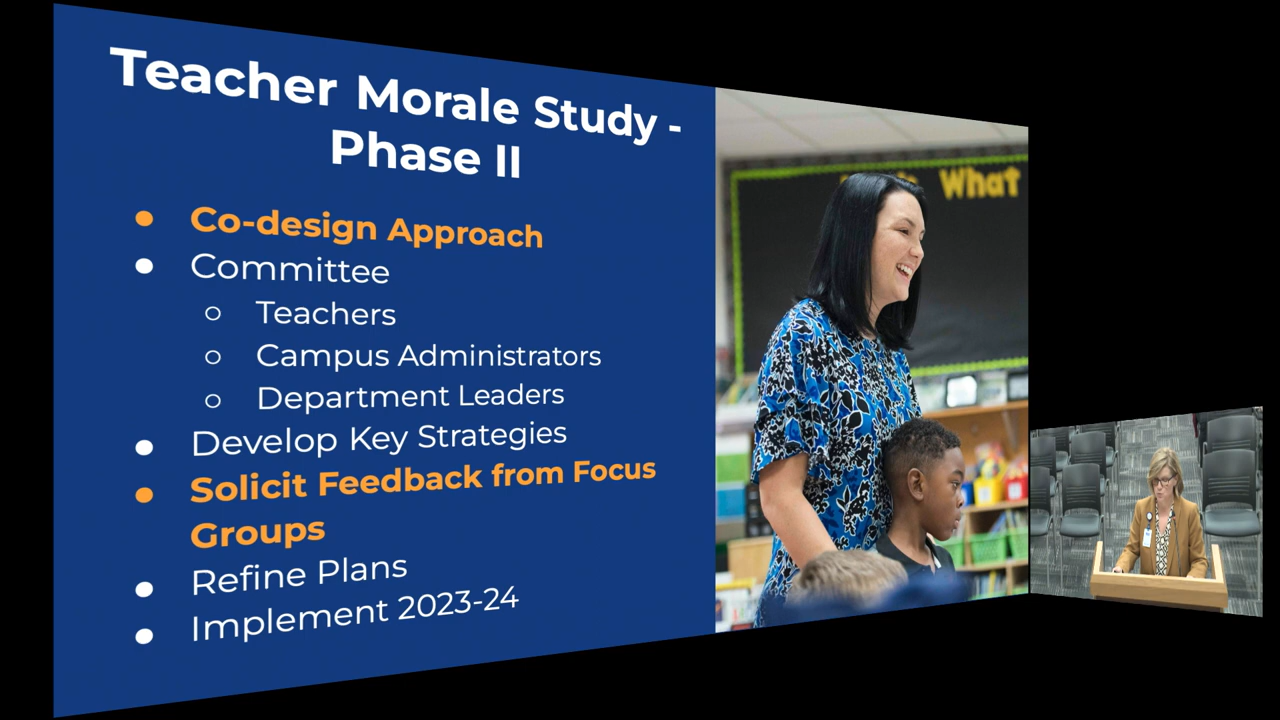 Teacher Morale Study -
Phase II
Co-design Approach
Committee
Teachers
Campus Administrators
Department Leaders
Develop Key Strategies
Solicit Feedback from Focus
Groups
Refine Plans
Implement 2023-24
What